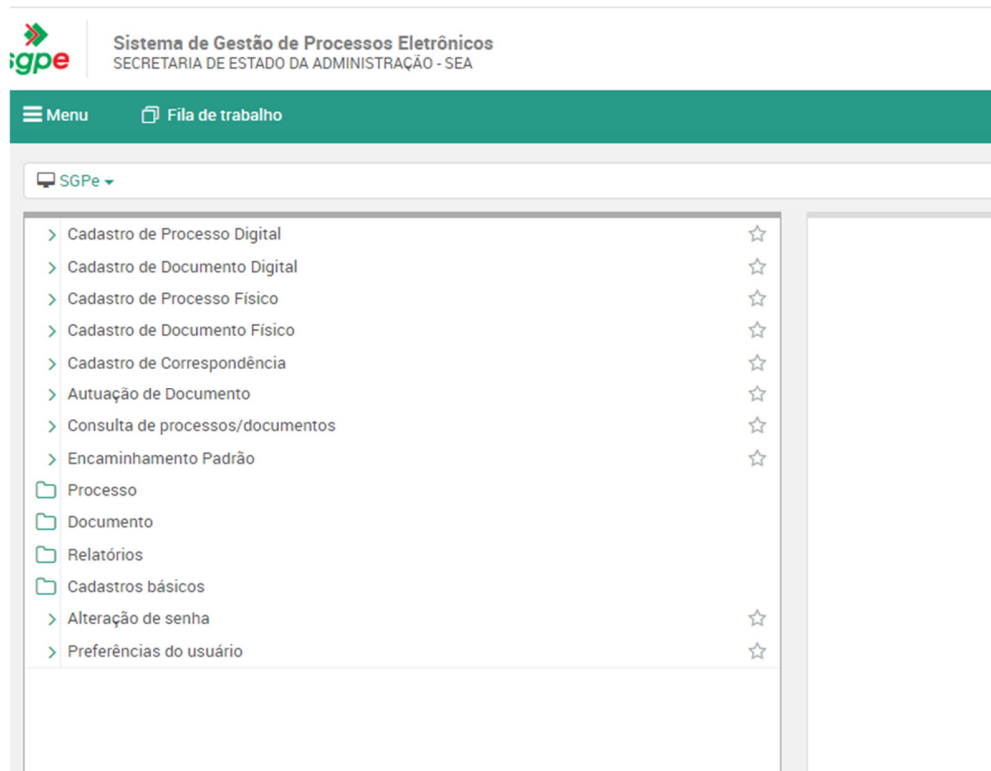 sgpe
Sistema de Gestão de Processos Eletrônicos
SECRETARIA DE ESTADO DA ADMINISTRAÇÃO - SEA
Menu
Fila de trabalho
SGPe
Cadastro de Processo Digital
Cadastro de Documento Digital
Cadastro de Processo Físico
Cadastro de Documento Físico
Cadastro de Correspondência
Autuação de Documento
Consulta de processos/documentos
Encaminhamento Padrão
Processo
Documento
Relatórios
Cadastros básicos
Alteração de senha
Preferências do usuário